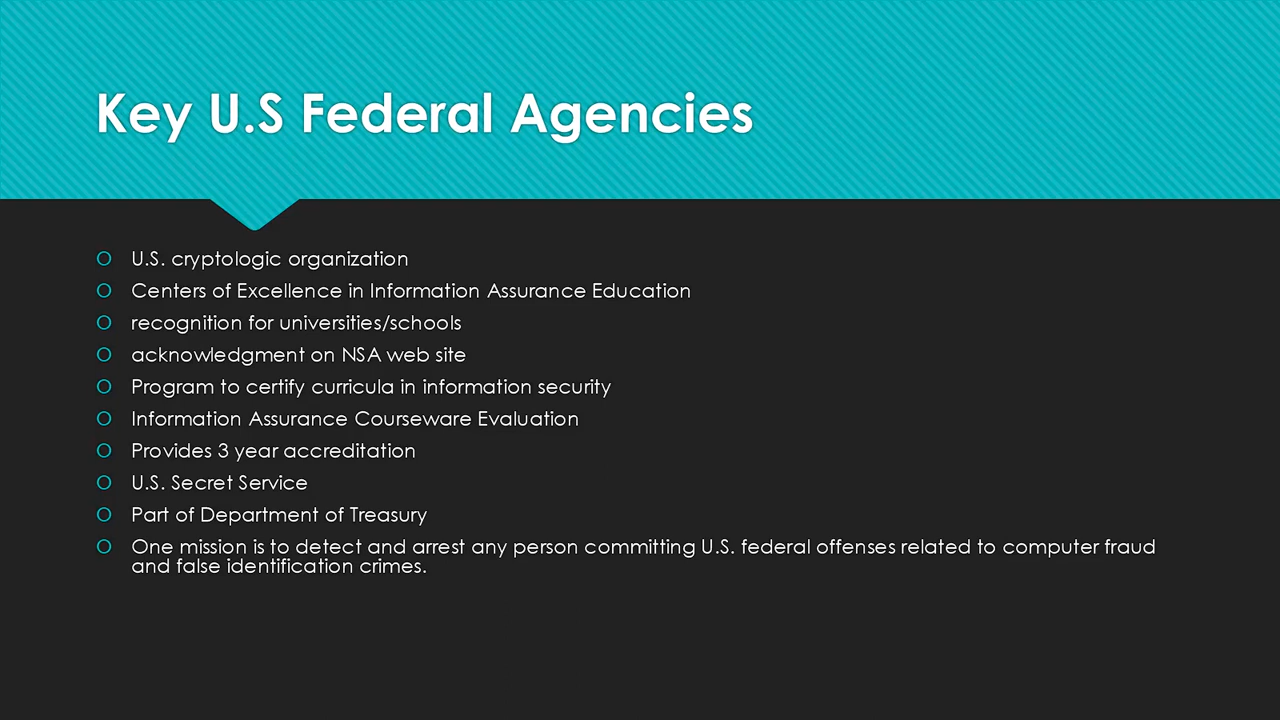 Key U.S Federal Agencies
U.S. cryptologic organization
Centers of Excellence in Information Assurance Education
recognition for universities/schools
acknowledgment on NSA web site
Program to certify curricula in information security
Information Assurance Courseware Evaluation
Provides 3 year accreditation
U.S. Secret Service
Part of Department of Treasury
One mission is to detect and arrest any person committing U.S. federal offenses related to computer fraud
and false identification crimes.